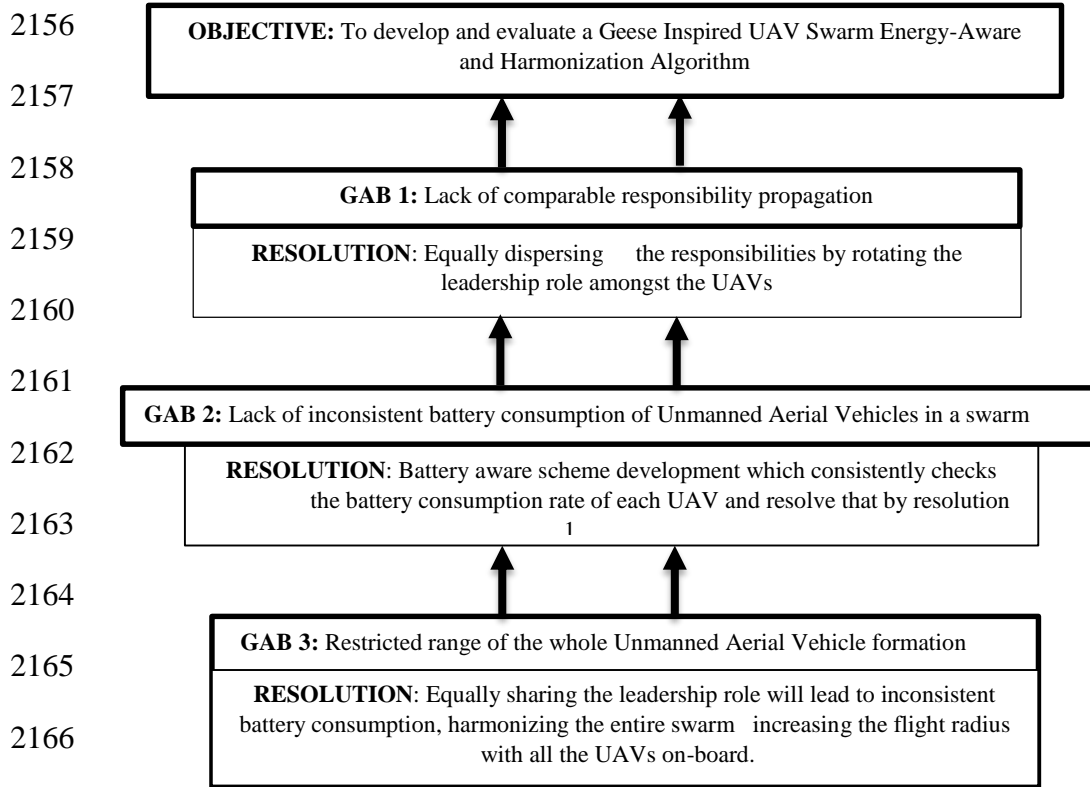 2156
OBJECTIVE: To develop and evaluate a Geese Inspired UAV Swarm Energy-Aware
and Harmonization Algorithm
2157
2158
GAB 1: Lack of comparable responsibility propagation
2159
RESOLUTION: Equally dispersing the responsibilities by rotating the
leadership role amongst the UAVs
2160
2161
GAB 2: Lack of inconsistent battery consumption of Unmanned Aerial Vehicles in a swarm
2162
RESOLUTION: Battery aware scheme development which consistently checks
the battery consumption rate of each UAV and resolve that by resolution
2163
1
2164
GAB 3: Restricted range of the whole Unmanned Aerial Vehicle formation
2165
RESOLUTION: Equally sharing the leadership role will lead to inconsistent
battery consumption, harmonizing the entire swarm increasing the flight radius
2166
with all the UAVs on-board.